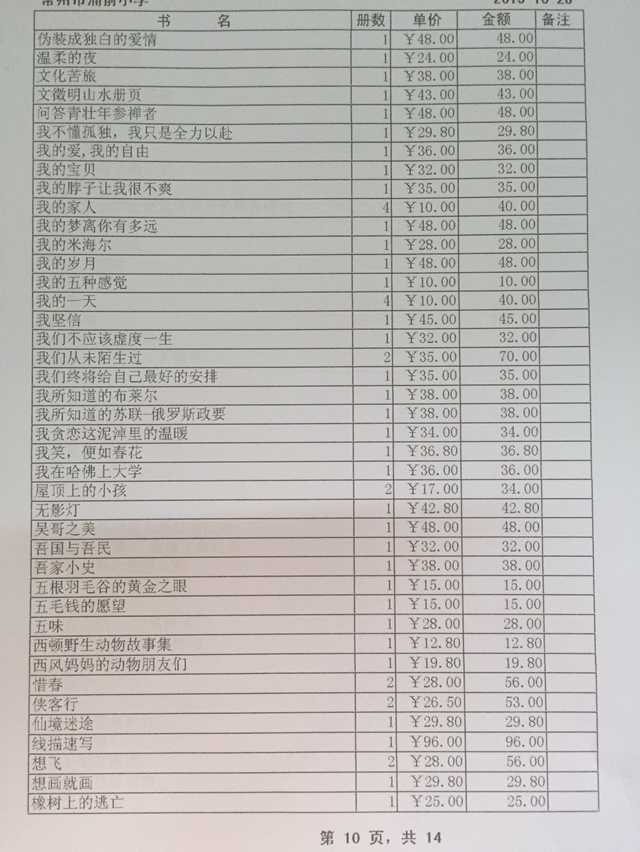 书 名 册数 单价 金额 备注
伪装成独白的爱情 1 ￥48.00 48.00
温柔的夜 1 ￥24.00 24.00
文化苦旅 1 ￥38.00 38.00
文徵明山水册页 1 ￥43.00 43.00
问答青壮年参禅者 1 ￥48.00 48.00
我不懂孤独，我只是全力以赴 1 ￥29.80 29.80
我的爱,我的自由 1 ￥36.00 36.00
我的宝贝 1 ￥32.00 32.00
我的脖子让我很不爽 1 ￥35.00 35.00
我的家人 4 ￥10.00 40.00
我的梦离你有多远 1 ￥48.00 48.00
我的米海尔 1 ￥28.00 28.00
我的岁月 1 ￥48.00 48.00
我的五种感觉 1 ￥10.00 10.00
我的一天 4 ￥10.00 40.00
我坚信 1 ￥45.00 45.00
我们不应该虚度一生 1 ￥32.00 32.00
我们从未陌生过 2 ￥35.00 70.00
我们终将给自己最好的安排 1 ￥35.00 35.00
我所知道的布莱尔 1 ￥38.00 38.00
我所知道的苏联-俄罗斯政要 1 ￥38.00 38.00
我贪恋这泥淖里的温暖 1 ￥34.00 34.00
我笑，便如春花 1 ￥36.80 36.80
我在哈佛上大学 1 ￥36.00 36.00
屋顶上的小孩 2 ￥17.00 34.00
无影灯 1 ￥42.80 42.80
吴哥之美 1 ￥48.00 48.00
吾国与吾民 1 ￥32.00 32.00
吾家小史 1 ￥38.00 38.00
五根羽毛谷的黄金之眼 1 ￥15.00 15.00
五毛钱的愿望 1 ￥15.00 15.00
五味 1 ￥28.00 28.00
西顿野生动物故事集 1 ￥12.80 12.80
西风妈妈的动物朋友们 1 ￥19.80 19.80
惜春 2 ￥28.00 56.00
侠客行 2 ￥26.50 53.00
仙境迷途 1 ￥29.80 29.80
线描速写 1 ￥96.00 96.00
想飞 2 ￥28.00 56.00
想画就画 1 ￥29.80 29.80
橡树上的逃亡 1 ￥25.00 25.00
第 10 页，共 14